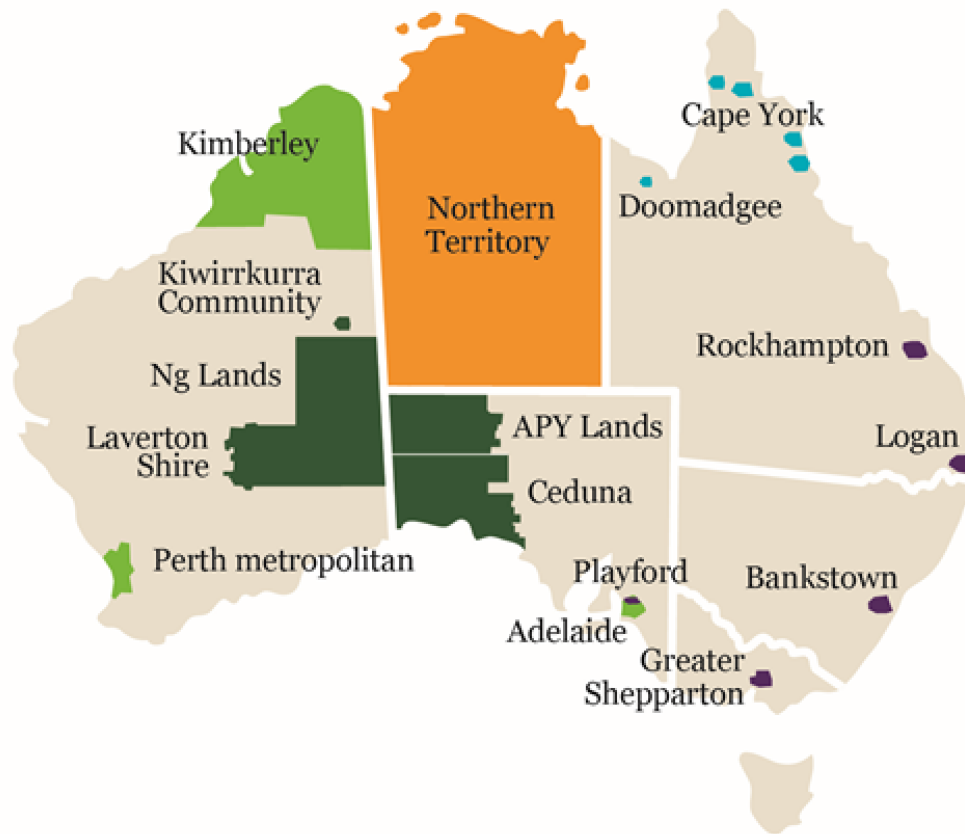 Cape York
Kimberley
Northern
Territory
Doomadgee
Kiwirrkurra
Community
Rockhampton
Ng Lands
APY Lands
Laverton
Shire
Logan
Ceduna
Perth metropolitan
Playford
Bankstown
Adelaide
Greater
Shepparton